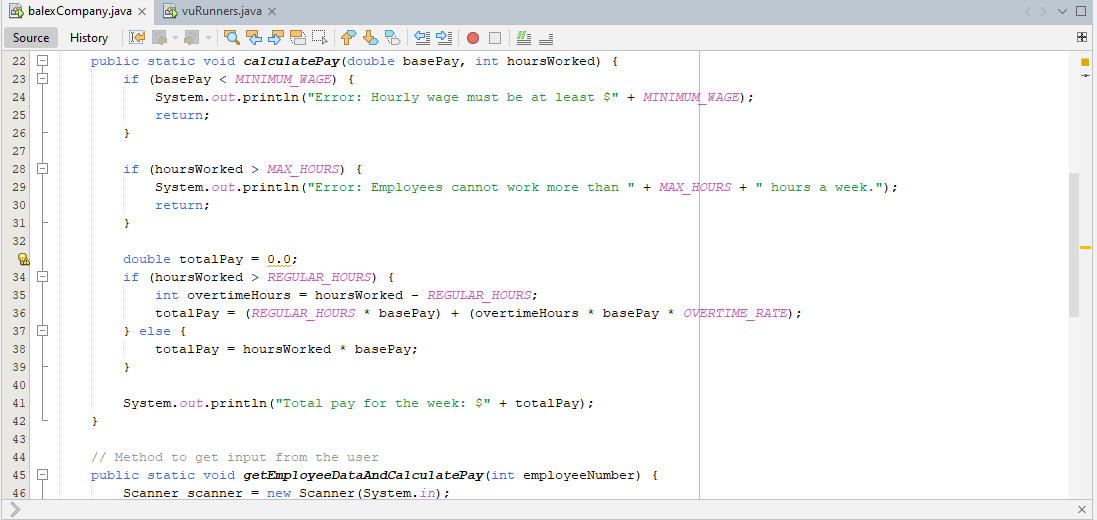 balexCompany.java
vuRunners.java
Source History
22 public static void calculatePay(double basePay, int hoursWorked) {
23 if (basePay < MINIMUM_WAGE) {
24 System.out.println("Error: Hourly wage must be at least $" + MINIMUM_WAGE);
25 return;
26 }
27
28 if (hoursWorked > MAX_HOURS) {
29 System.out.println("Error: Employees cannot work more than " + MAX_HOURS + " hours a week.");
30 return;
31 }
32
double totalPay = 0.0;
34 if (hoursWorked > REGULAR_HOURS) {
35 int overtimeHours = hoursWorked - REGULAR_HOURS;
36 totalPay = (REGULAR_HOURS * basePay) + (overtimeHours * basePay * OVERTIME_RATE);
37 } else {
38 totalPay = hoursWorked * basePay;
39 }
40
41 System.out.println("Total pay for the week: $" + totalPay);
42 }
43
44 // Method to get input from the user
45 public static void getEmployeeDataAndCalculatePay(int employeeNumber) {
46 Scanner scanner = new Scanner(System.in);